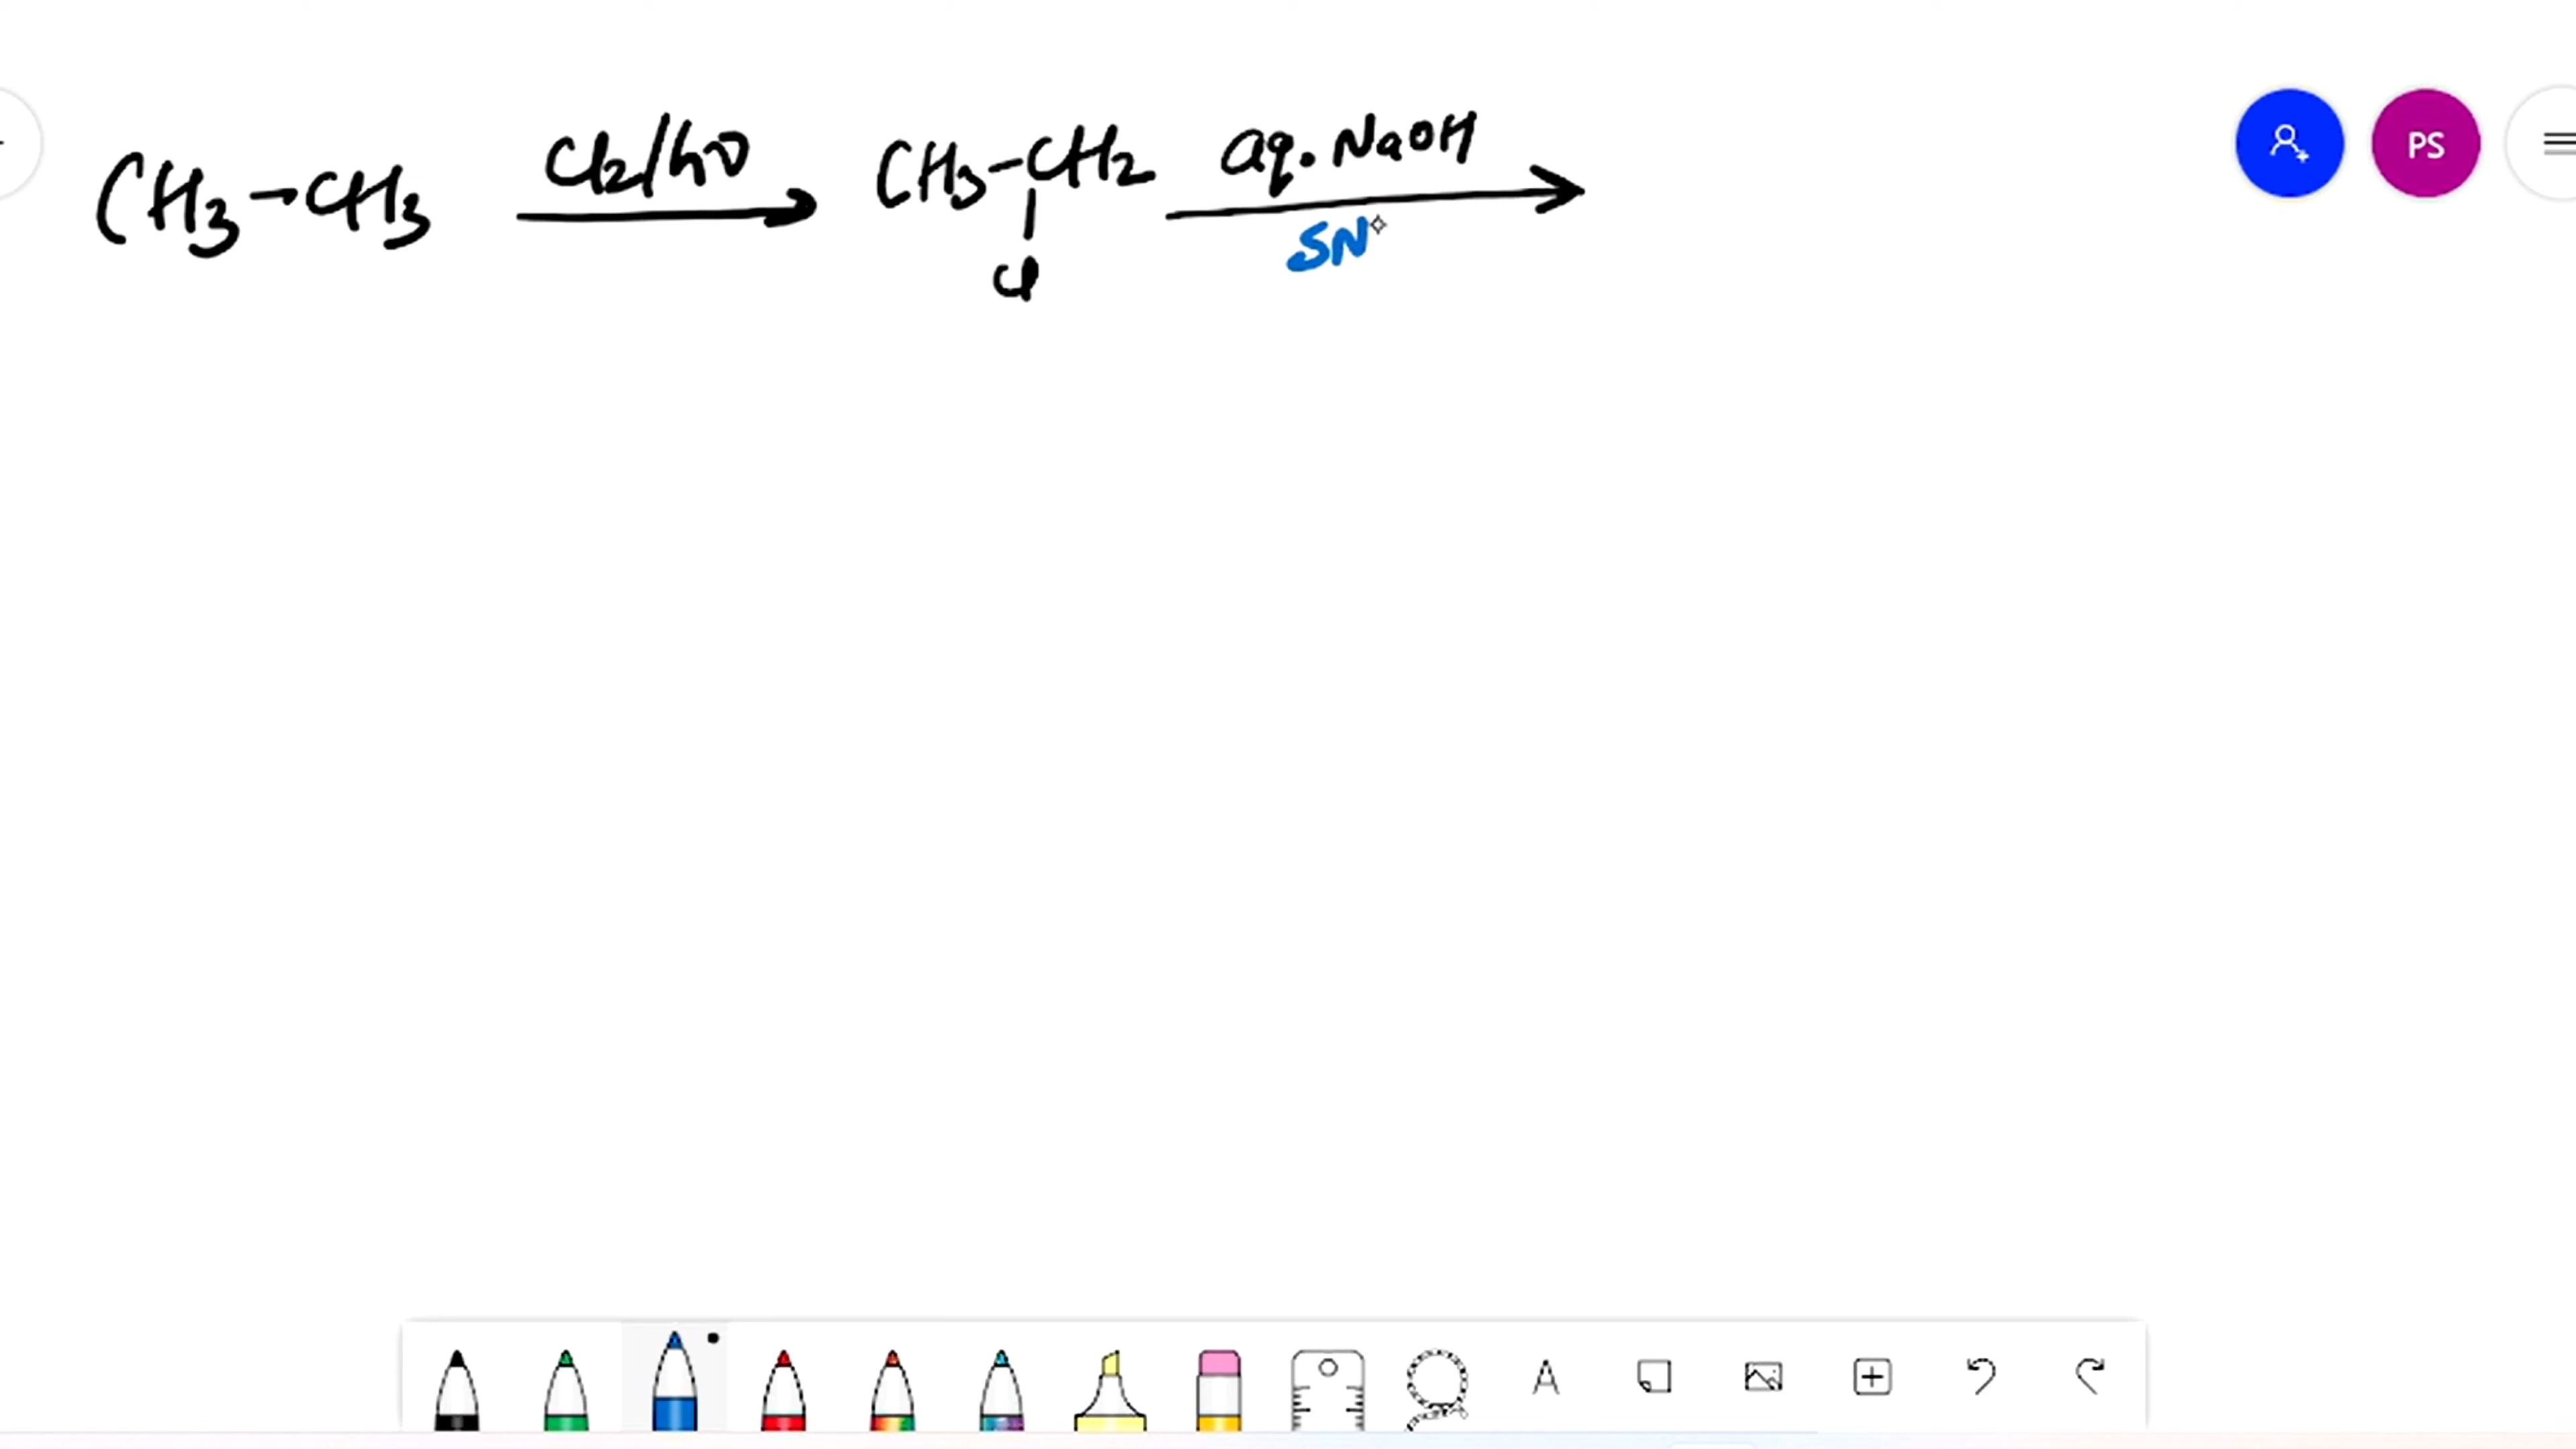 CH3-CH3 Cl2/hν CH3-CH2 aq. NaOH
SN
Cl
PS
A